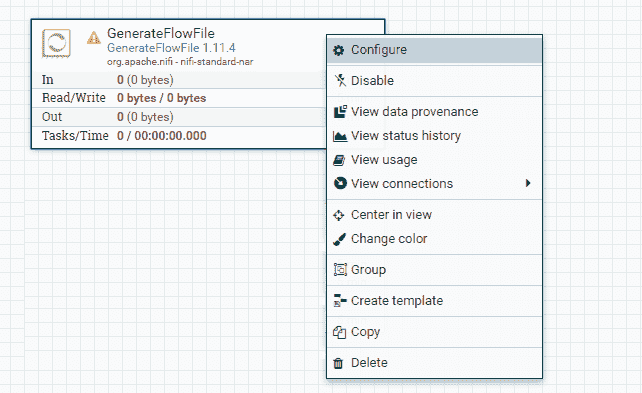 GenerateFlowFile
GenerateFlowFile 1.11.4
org.apache.nifi - nifi-standard-nar
In 0 (0 bytes)
Read/Write 0 bytes / 0 bytes
Out 0 (0 bytes)
Tasks/Time 0 / 00:00:00.000
Configure
Disable
View data provenance
View status history
View usage
View connections
Center in view
Change color
Group
Create template
Copy
Delete